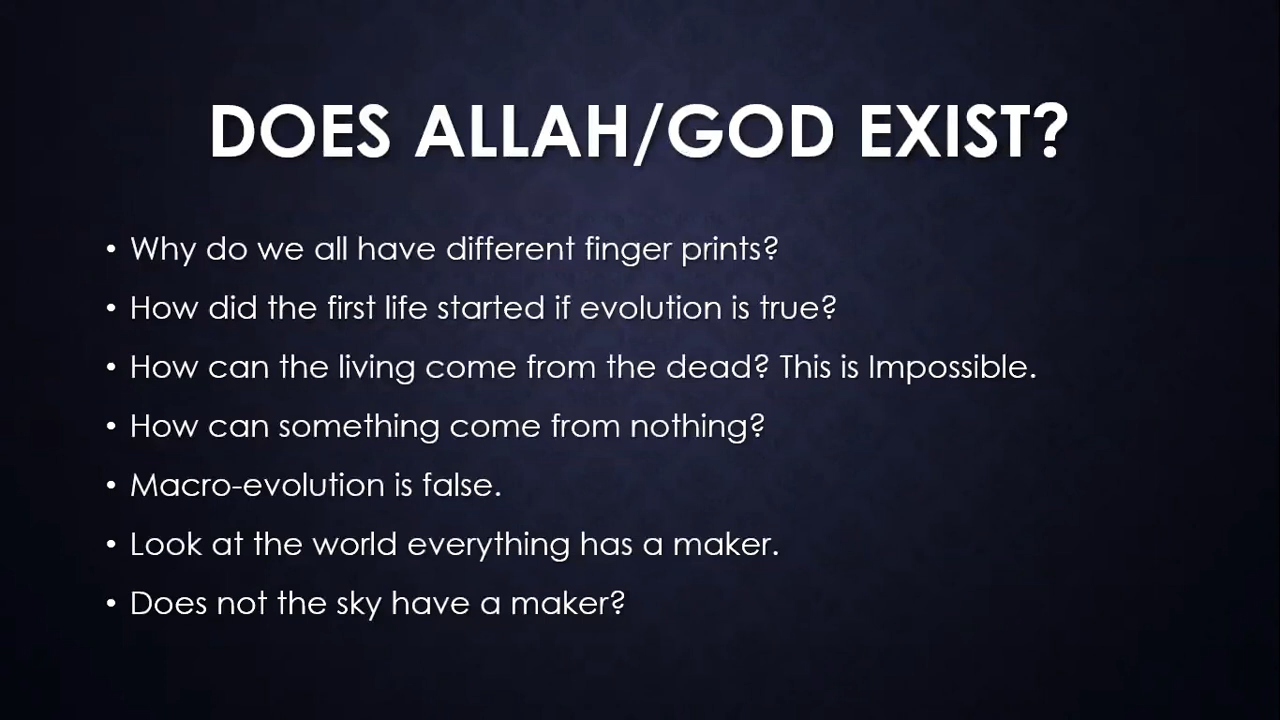 DOES ALLAH/GOD EXIST?
• Why do we all have different finger prints?
• How did the first life started if evolution is true?
• How can the living come from the dead? This is Impossible.
• How can something come from nothing?
• Macro-evolution is false.
• Look at the world everything has a maker.
• Does not the sky have a maker?